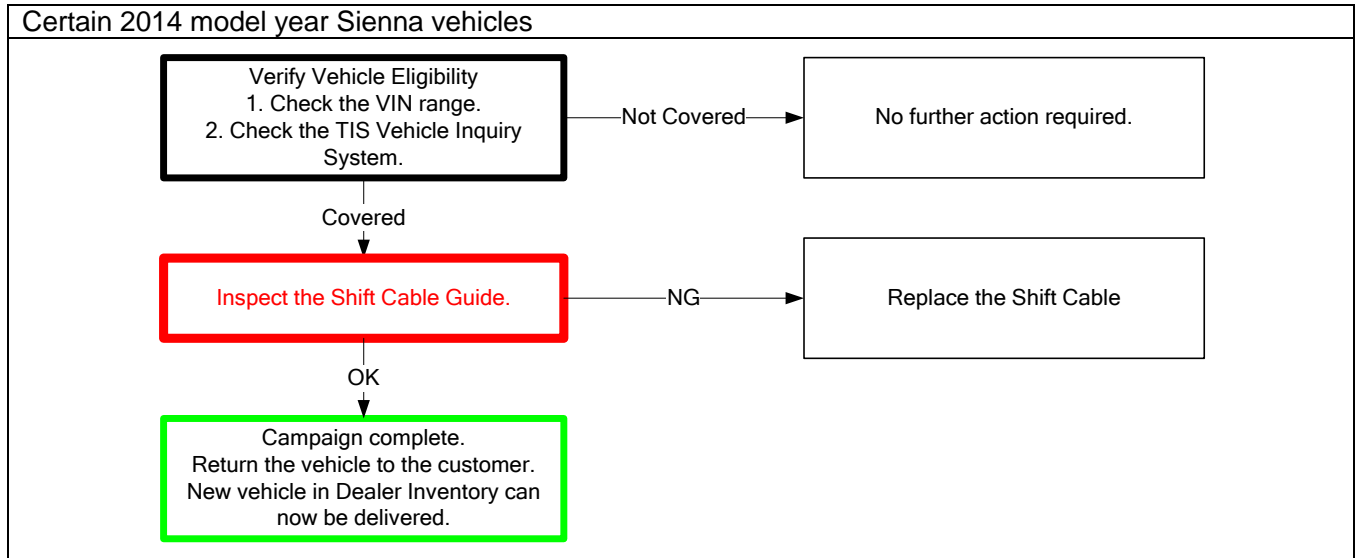 Certain 2014 model year Sienna vehicles
Verify Vehicle Eligibility
1. Check the VIN range.
2. Check the TIS Vehicle Inquiry
System.
Not Covered
No further action required.
Covered
Inspect the Shift Cable Guide.
NG
Replace the Shift Cable
OK
Campaign complete.
Return the vehicle to the customer.
New vehicle in Dealer Inventory can
now be delivered.